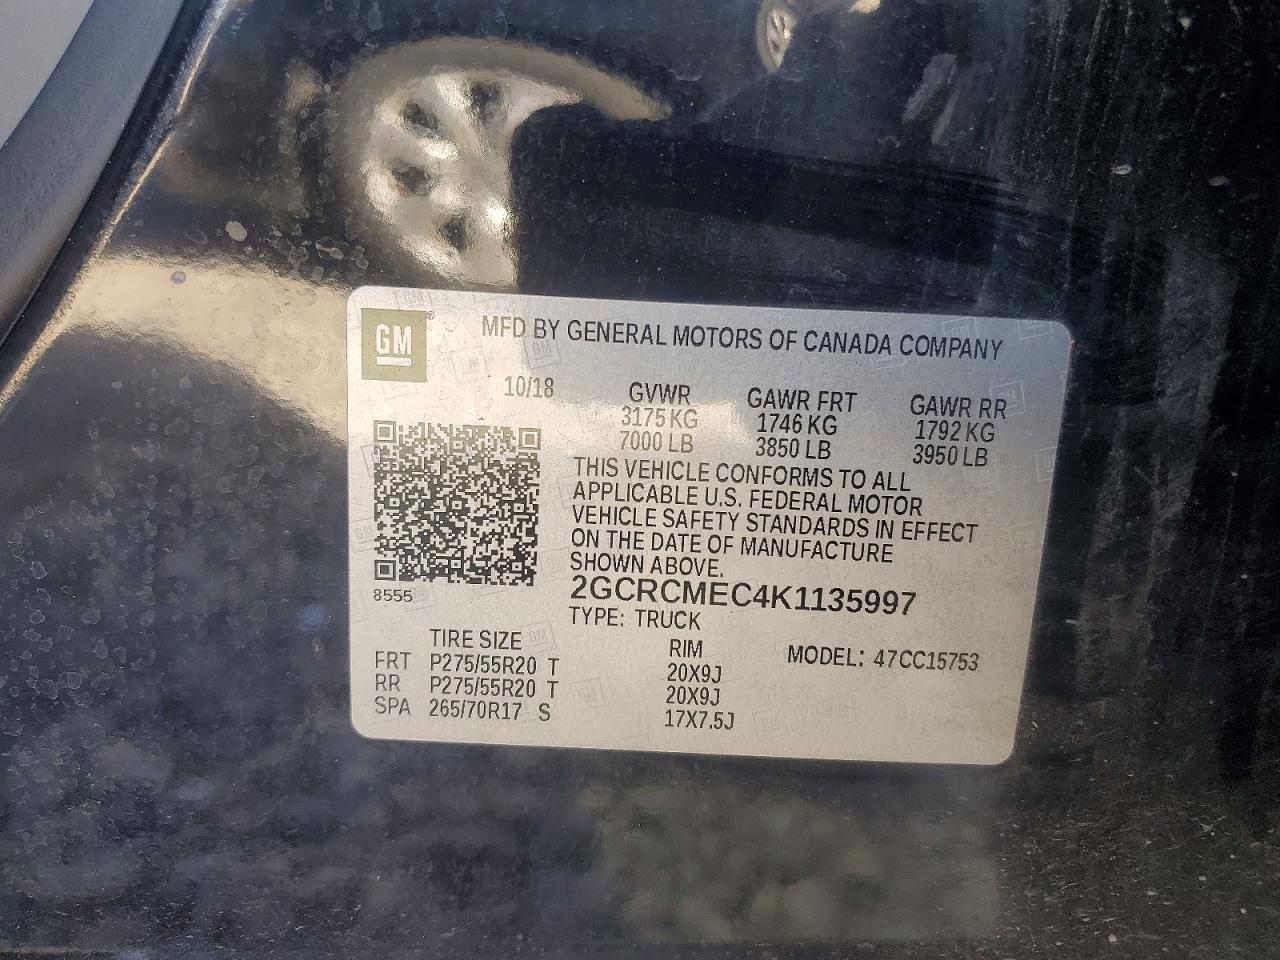 GM®
MFD BY GENERAL MOTORS OF CANADA COMPANY
10/18 GVWR GAWR FRT GAWR RR
3175 KG 1746 KG 1792 KG
7000 LB 3850 LB 3950 LB
THIS VEHICLE CONFORMS TO ALL
APPLICABLE U.S. FEDERAL MOTOR
VEHICLE SAFETY STANDARDS IN EFFECT
ON THE DATE OF MANUFACTURE
SHOWN ABOVE.
8555
2GCRCMEC4K1135997
TYPE: TRUCK
TIRE SIZE RIM MODEL: 47CC15753
FRT P275/55R20 T 20X9J
RR P275/55R20 T 20X9J
SPA 265/70R17 S 17X7.5J